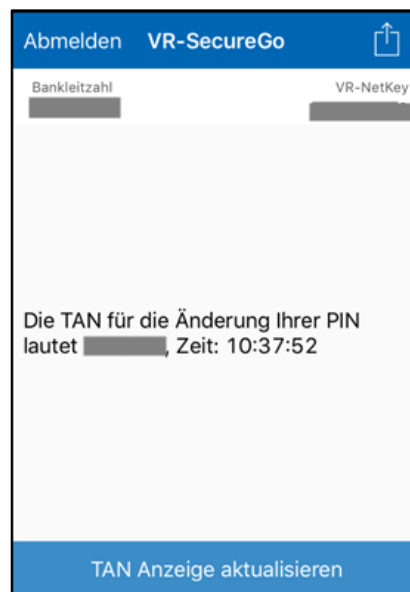 Abmelden VR-SecureGo
Bankleitzahl VR-NetKey
Die TAN für die Änderung Ihrer PIN
lautet , Zeit: 10:37:52
TAN Anzeige aktualisieren